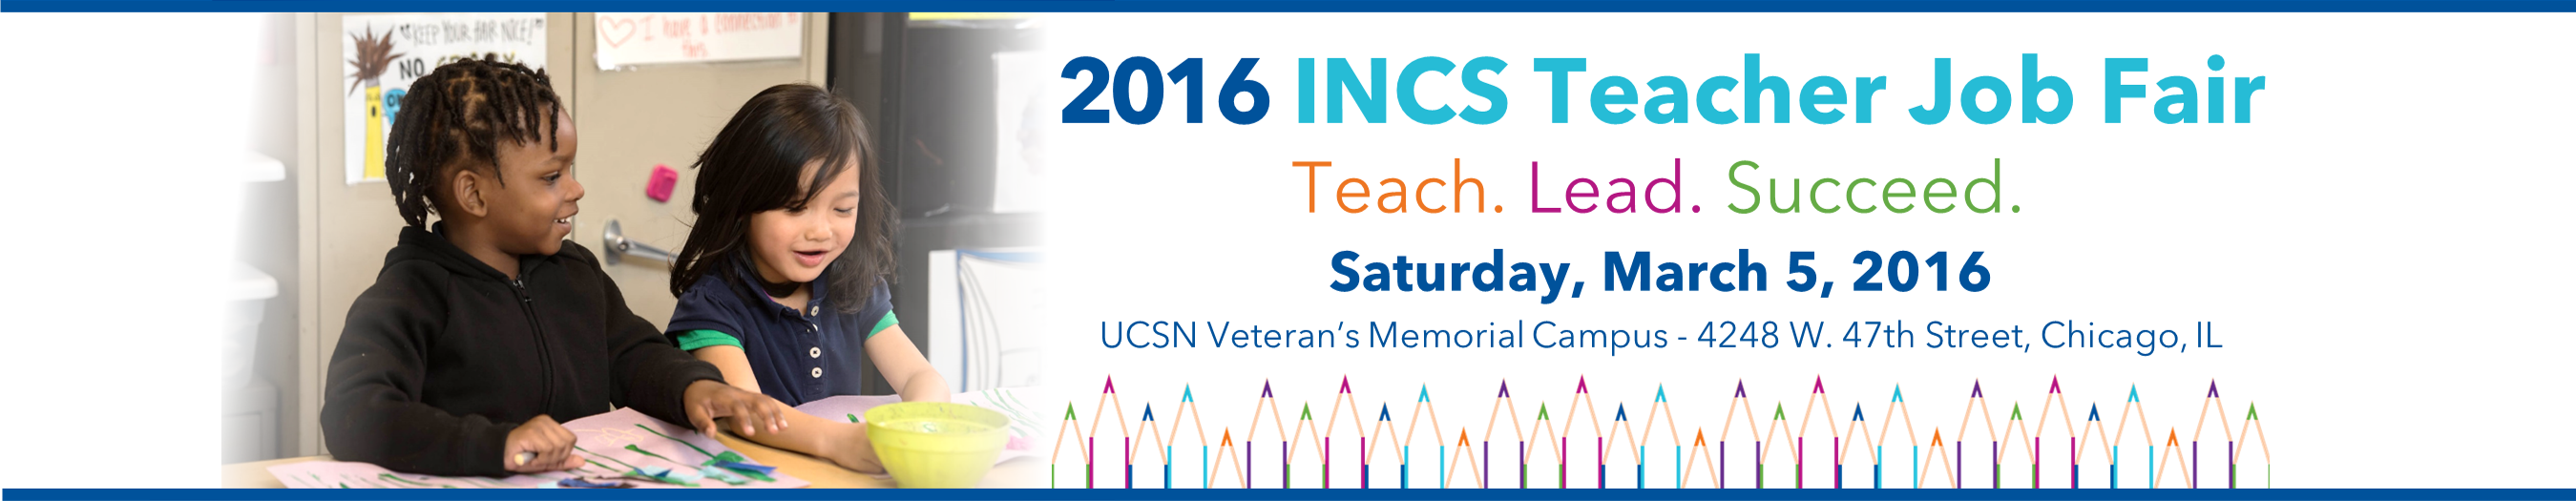 "KEEP YOUR HAIR NICE!"
NO
I have a connection to
this.
2016 INCS Teacher Job Fair
Teach. Lead. Succeed.
Saturday, March 5, 2016
UCSN Veteran's Memorial Campus - 4248 W. 47th Street, Chicago, IL